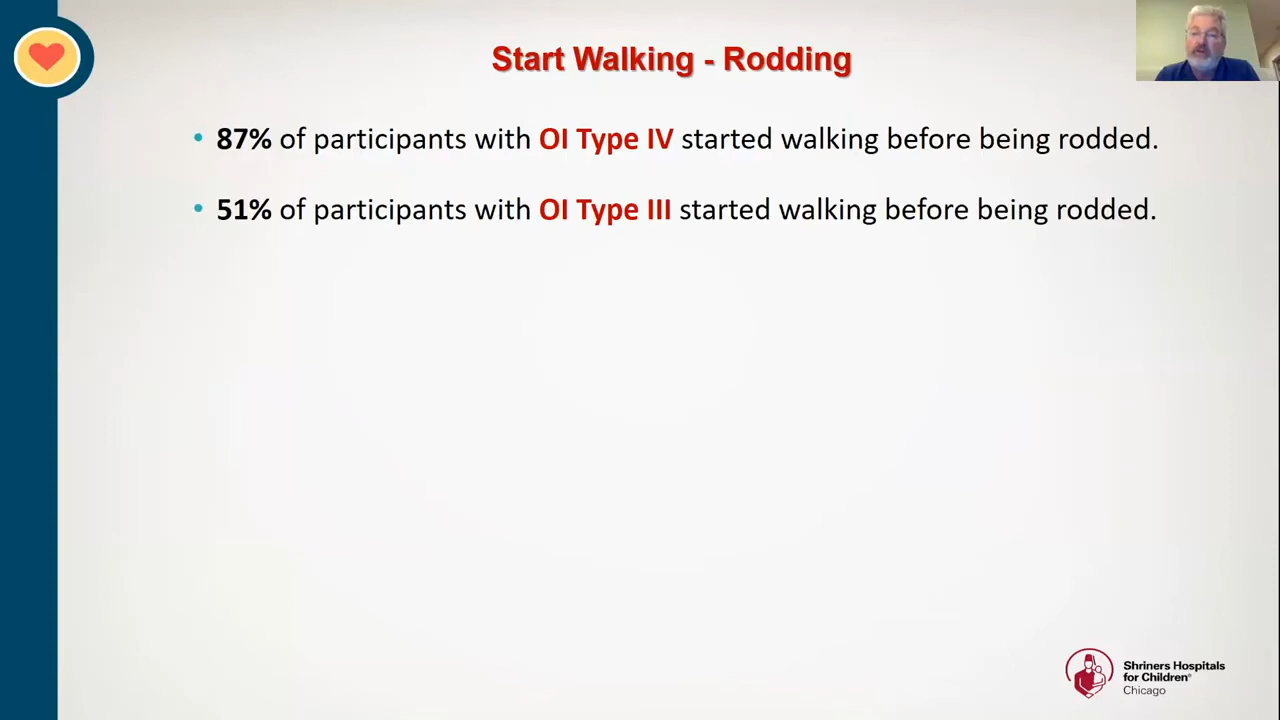 Start Walking - Rodding
• 87% of participants with OI Type IV started walking before being rodded.
• 51% of participants with OI Type III started walking before being rodded.
Shriners Hospitals
for Children®
Chicago